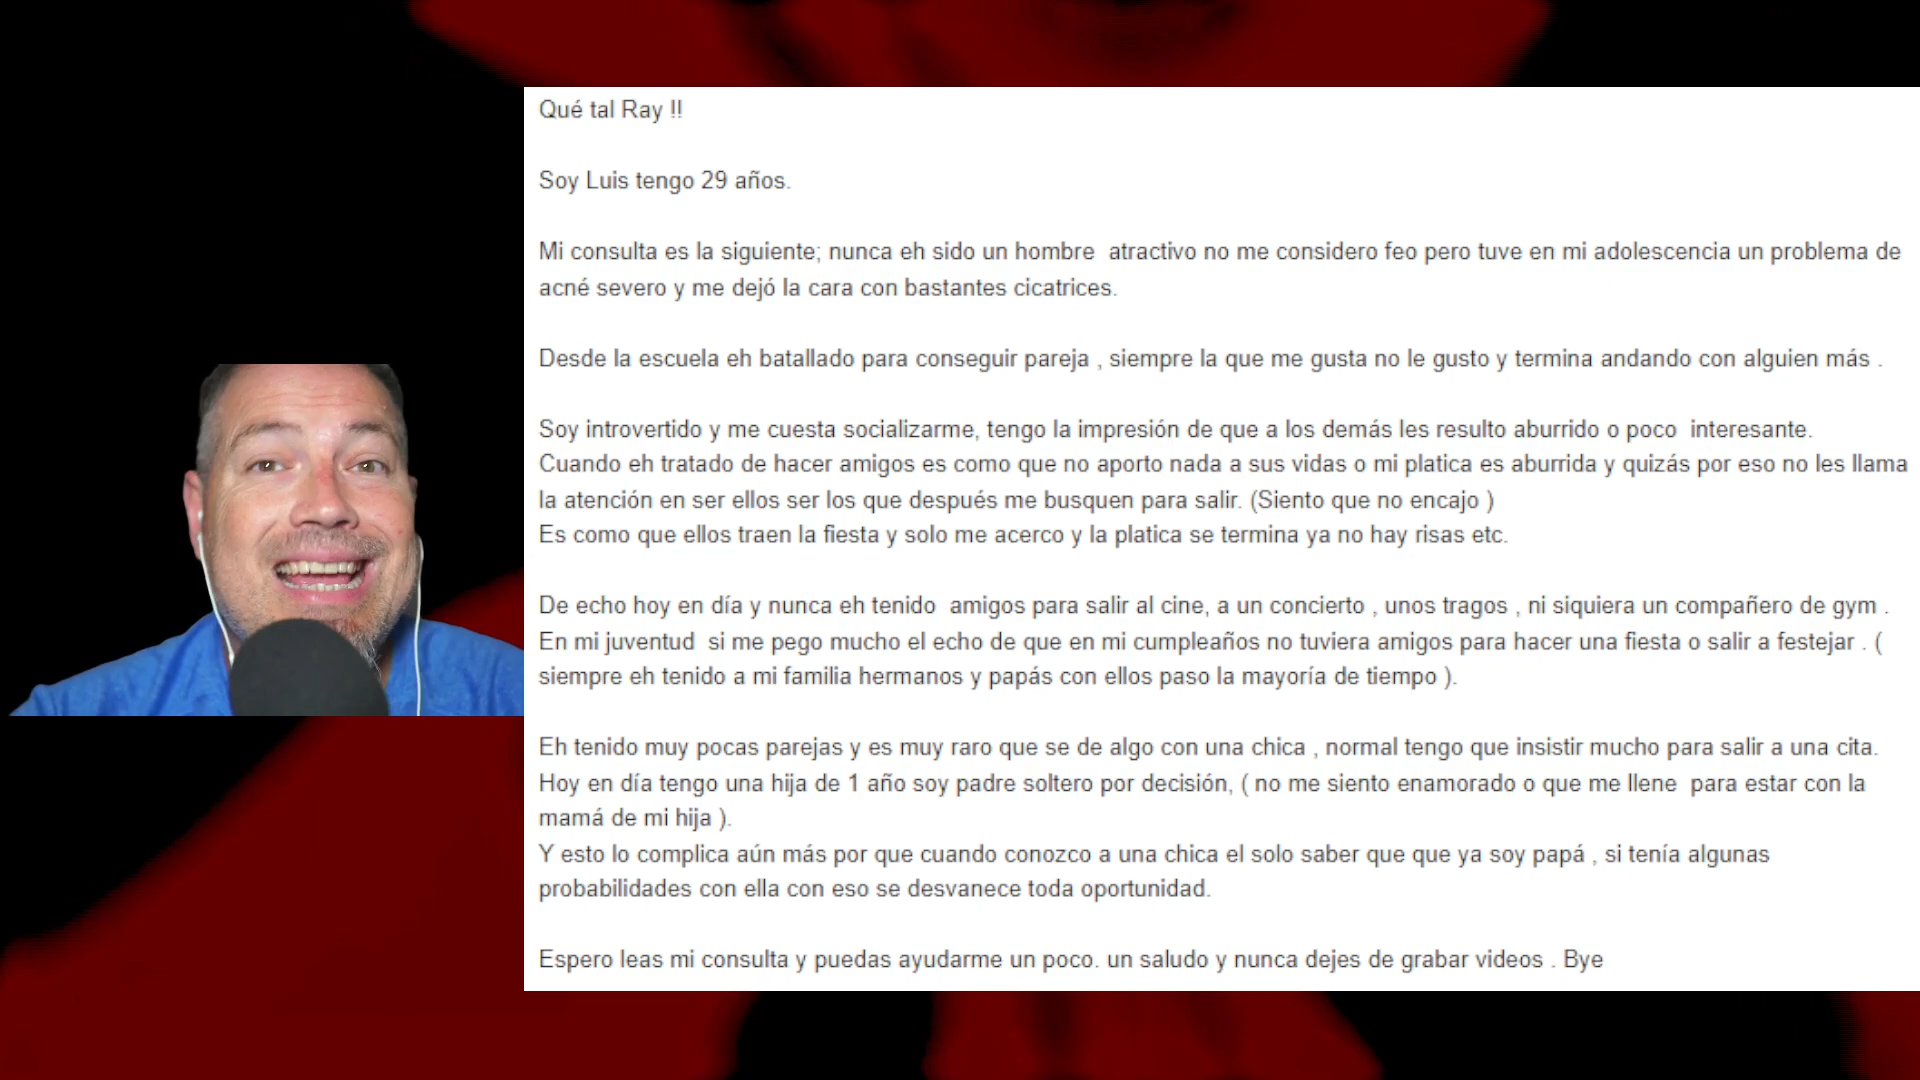 Qué tal Ray !!
Soy Luis tengo 29 años.
Mi consulta es la siguiente; nunca eh sido un hombre  atractivo no me considero feo pero tuve en mi adolescencia un problema de
acné severo y me dejó la cara con bastantes cicatrices.
Desde la escuela eh batallado para conseguir pareja , siempre la que me gusta no le gusto y termina andando con alguien más .
Soy introvertido y me cuesta socializarme, tengo la impresión de que a los demás les resulto aburrido o poco  interesante.
Cuando eh tratado de hacer amigos es como que no aporto nada a sus vidas o mi platica es aburrida y quizás por eso no les llama
la atención en ser ellos ser los que después me busquen para salir. (Siento que no encajo )
Es como que ellos traen la fiesta y solo me acerco y la platica se termina ya no hay risas etc.
De echo hoy en día y nunca eh tenido  amigos para salir al cine, a un concierto , unos tragos , ni siquiera un compañero de gym .
En mi juventud  si me pego mucho el echo de que en mi cumpleaños no tuviera amigos para hacer una fiesta o salir a festejar . (
siempre eh tenido a mi familia hermanos y papás con ellos paso la mayoría de tiempo ).
Eh tenido muy pocas parejas y es muy raro que se de algo con una chica , normal tengo que insistir mucho para salir a una cita.
Hoy en día tengo una hija de 1 año soy padre soltero por decisión, ( no me siento enamorado o que me llene  para estar con la
mamá de mi hija ).
Y esto lo complica aún más por que cuando conozco a una chica el solo saber que que ya soy papá , si tenía algunas
probabilidades con ella con eso se desvanece toda oportunidad.
Espero leas mi consulta y puedas ayudarme un poco. un saludo y nunca dejes de grabar videos . Bye